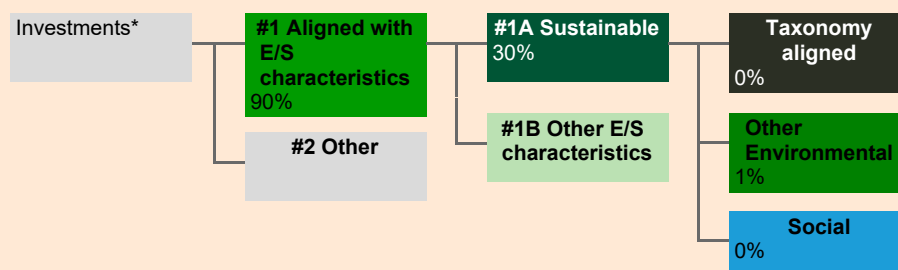 Investments*
#1 Aligned with
E/S
characteristics
90%
#2 Other
#1A Sustainable
30%
#1B Other E/S
characteristics
Taxonomy
aligned
0%
Other
Environmental
1%
Social
0%